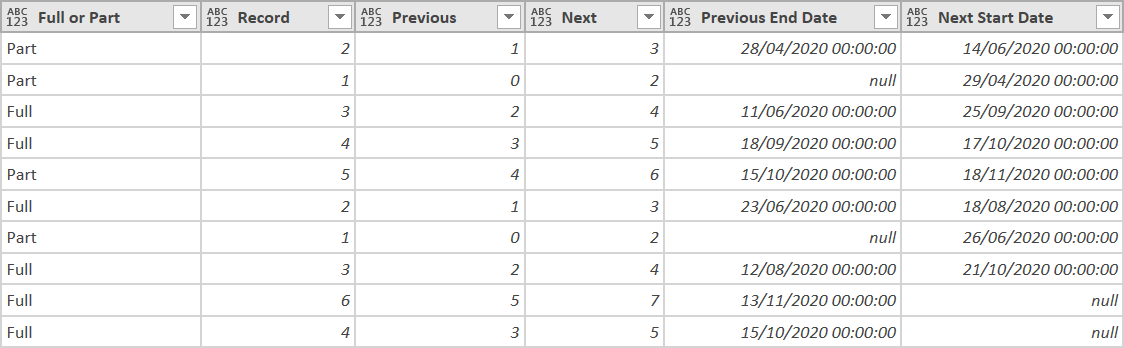 ABC 123 Full or Part ABC 123 Record ABC 123 Previous ABC 123 Next ABC 123 Previous End Date ABC 123 Next Start Date
Part 2 1 3 28/04/2020 00:00:00 14/06/2020 00:00:00
Part 1 0 2 null 29/04/2020 00:00:00
Full 3 2 4 11/06/2020 00:00:00 25/09/2020 00:00:00
Full 4 3 5 18/09/2020 00:00:00 17/10/2020 00:00:00
Part 5 4 6 15/10/2020 00:00:00 18/11/2020 00:00:00
Full 2 1 3 23/06/2020 00:00:00 18/08/2020 00:00:00
Part 1 0 2 null 26/06/2020 00:00:00
Full 3 2 4 12/08/2020 00:00:00 21/10/2020 00:00:00
Full 6 5 7 13/11/2020 00:00:00 null
Full 4 3 5 15/10/2020 00:00:00 null